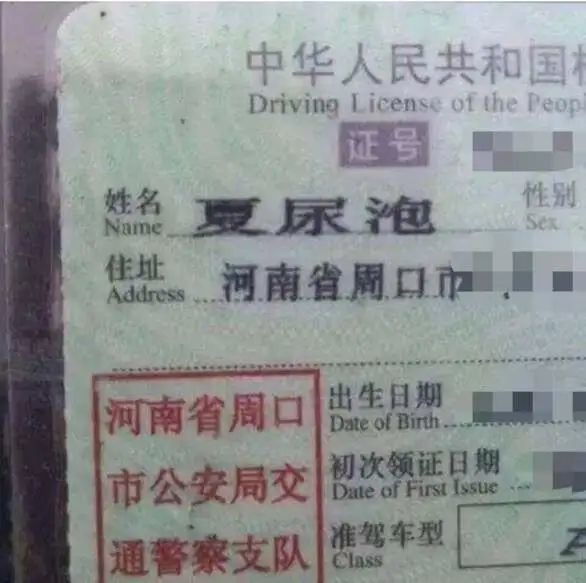 中华人民共和国
Driving License of the Peop
证号
姓名 夏尿泡 性别
Name Sex
住址 河南省周口市
Address
河南省周口
市公安局交
通警察支队
出生日期
Date of Birth
初次领证日期
Date of First Issue
准驾车型
Class